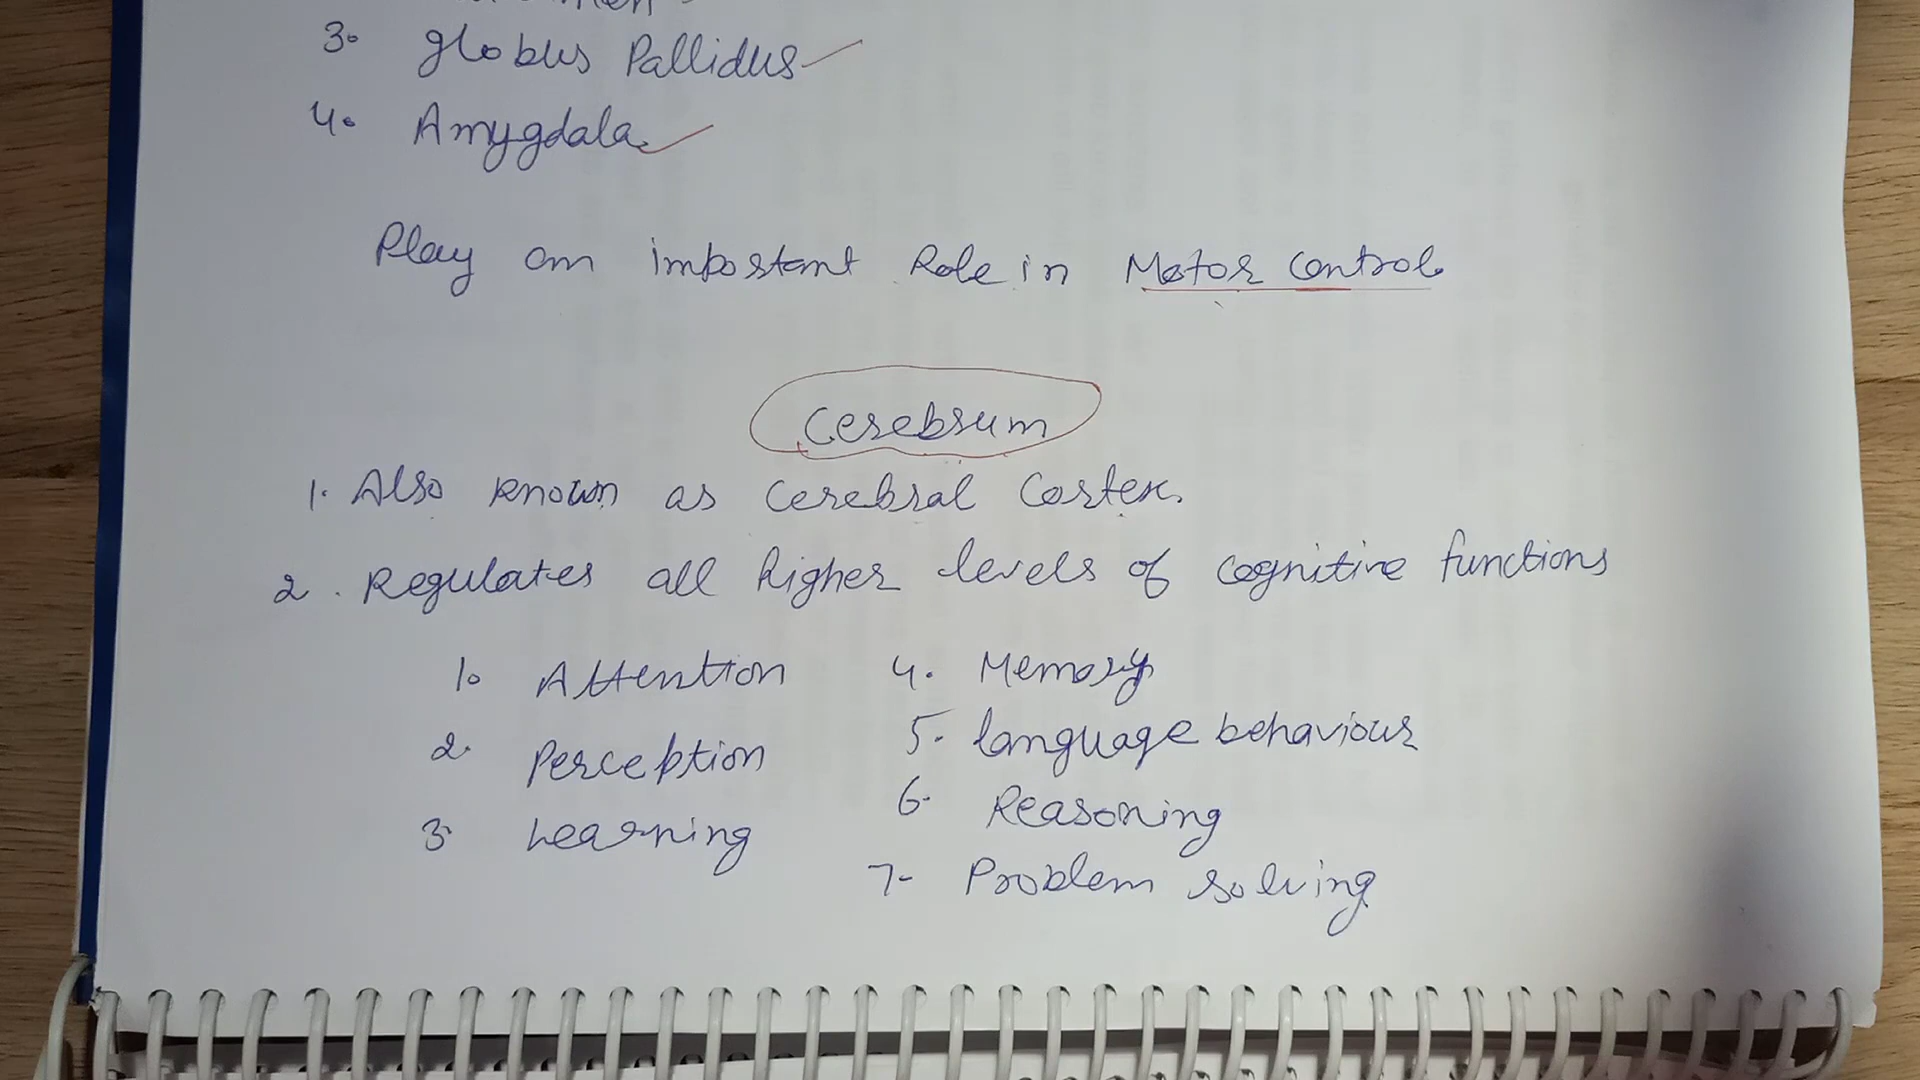 3. Globus Pallidus
4. Amygdala
Play an important Role in Motor Control.
Cerebrum
1. Also known as Cerebral Cortex.
2. Regulates all higher levels of cognitive functions
1. Attention
2. Perception
3. Learning
4. Memory
5. language behaviour
6. Reasoning
7- Problem solving